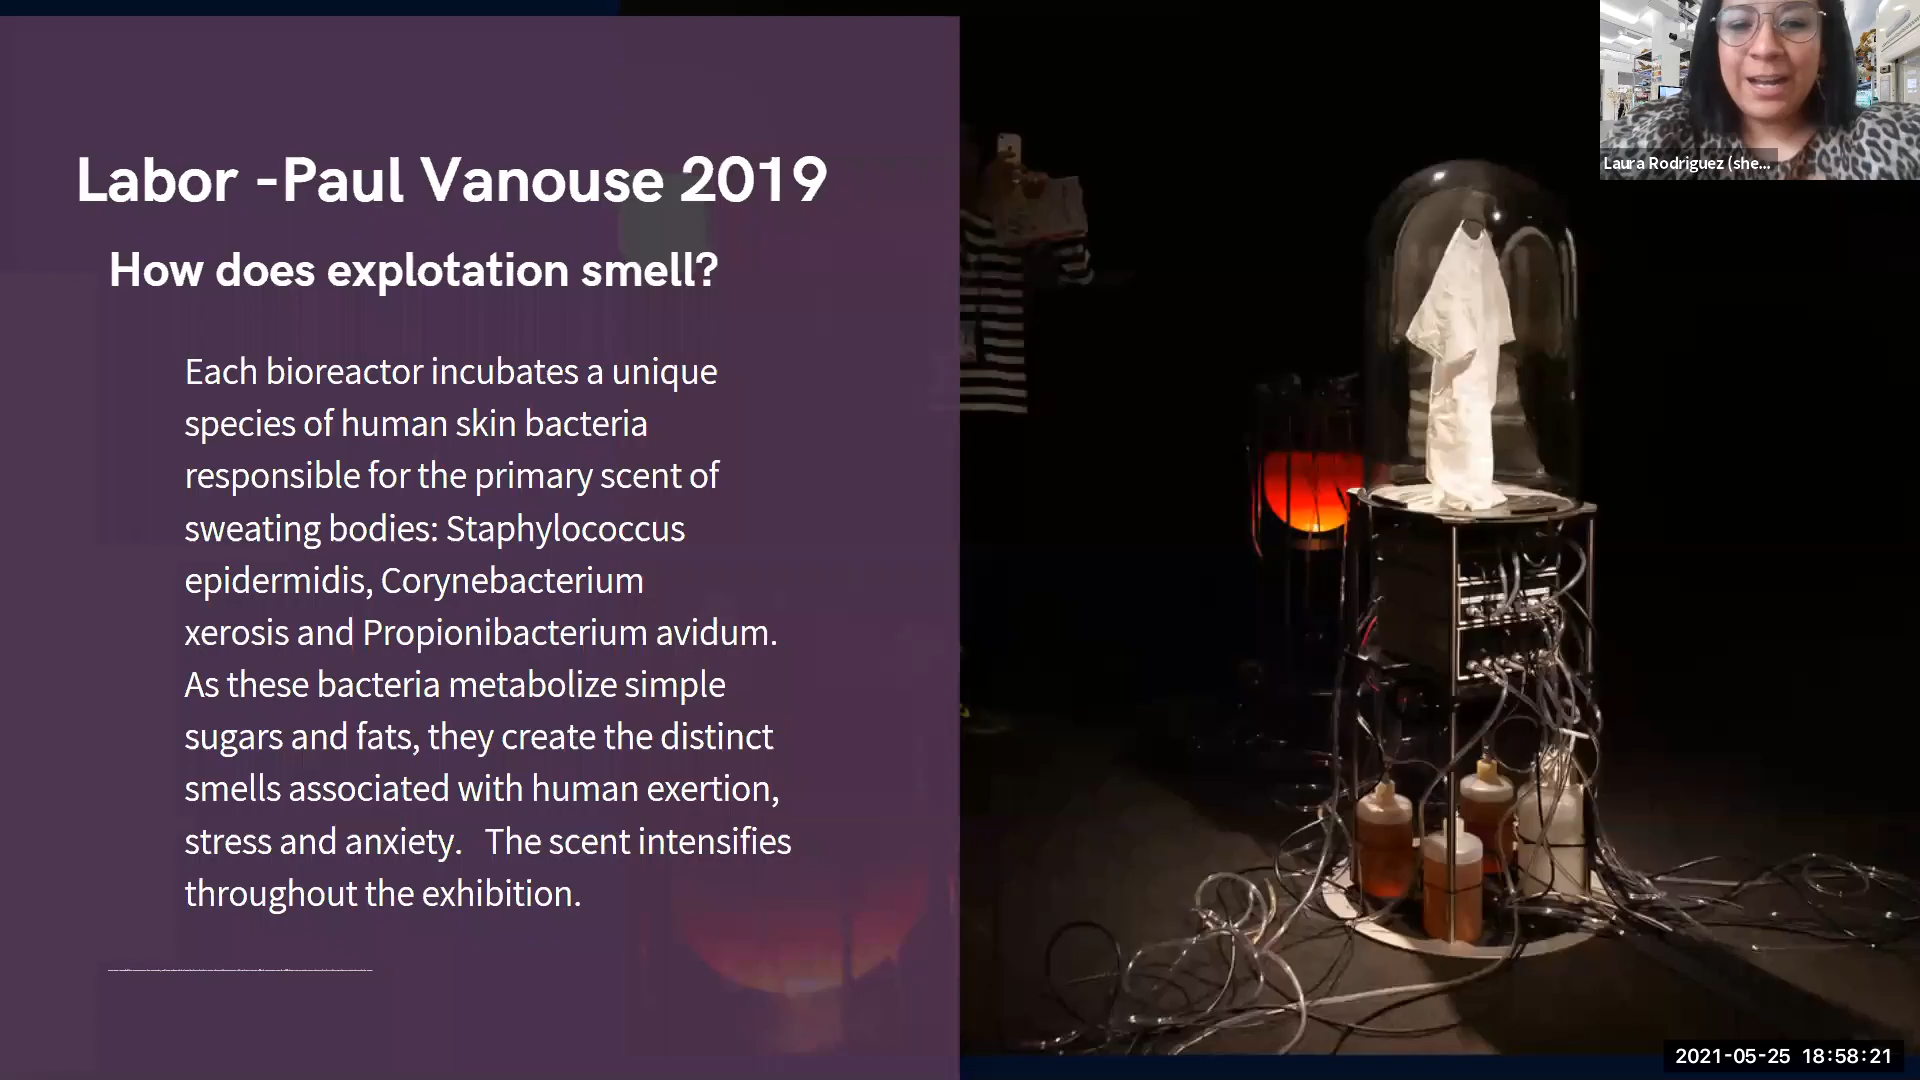 Labor -Paul Vanouse 2019
How does explotation smell?
Each bioreactor incubates a unique
species of human skin bacteria
responsible for the primary scent of
sweating bodies: Staphylococcus
epidermidis, Corynebacterium
xerosis and Propionibacterium avidum.
As these bacteria metabolize simple
sugars and fats, they create the distinct
smells associated with human exertion,
stress and anxiety.   The scent intensifies
throughout the exhibition.
Laura Rodriguez (she...
2021-05-25 18:58:21